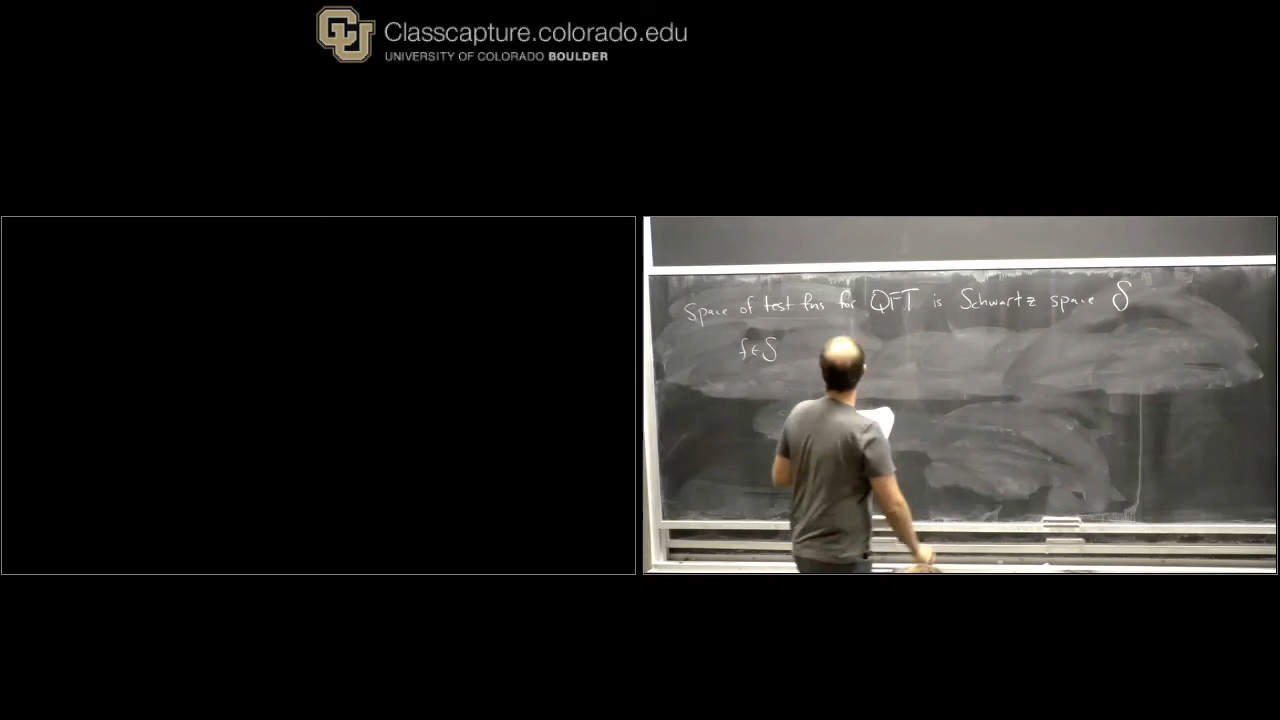 Classcapture.colorado.edu
UNIVERSITY OF COLORADO BOULDER
Space of test fns for QFT is Schwartz space S
f ∈ S